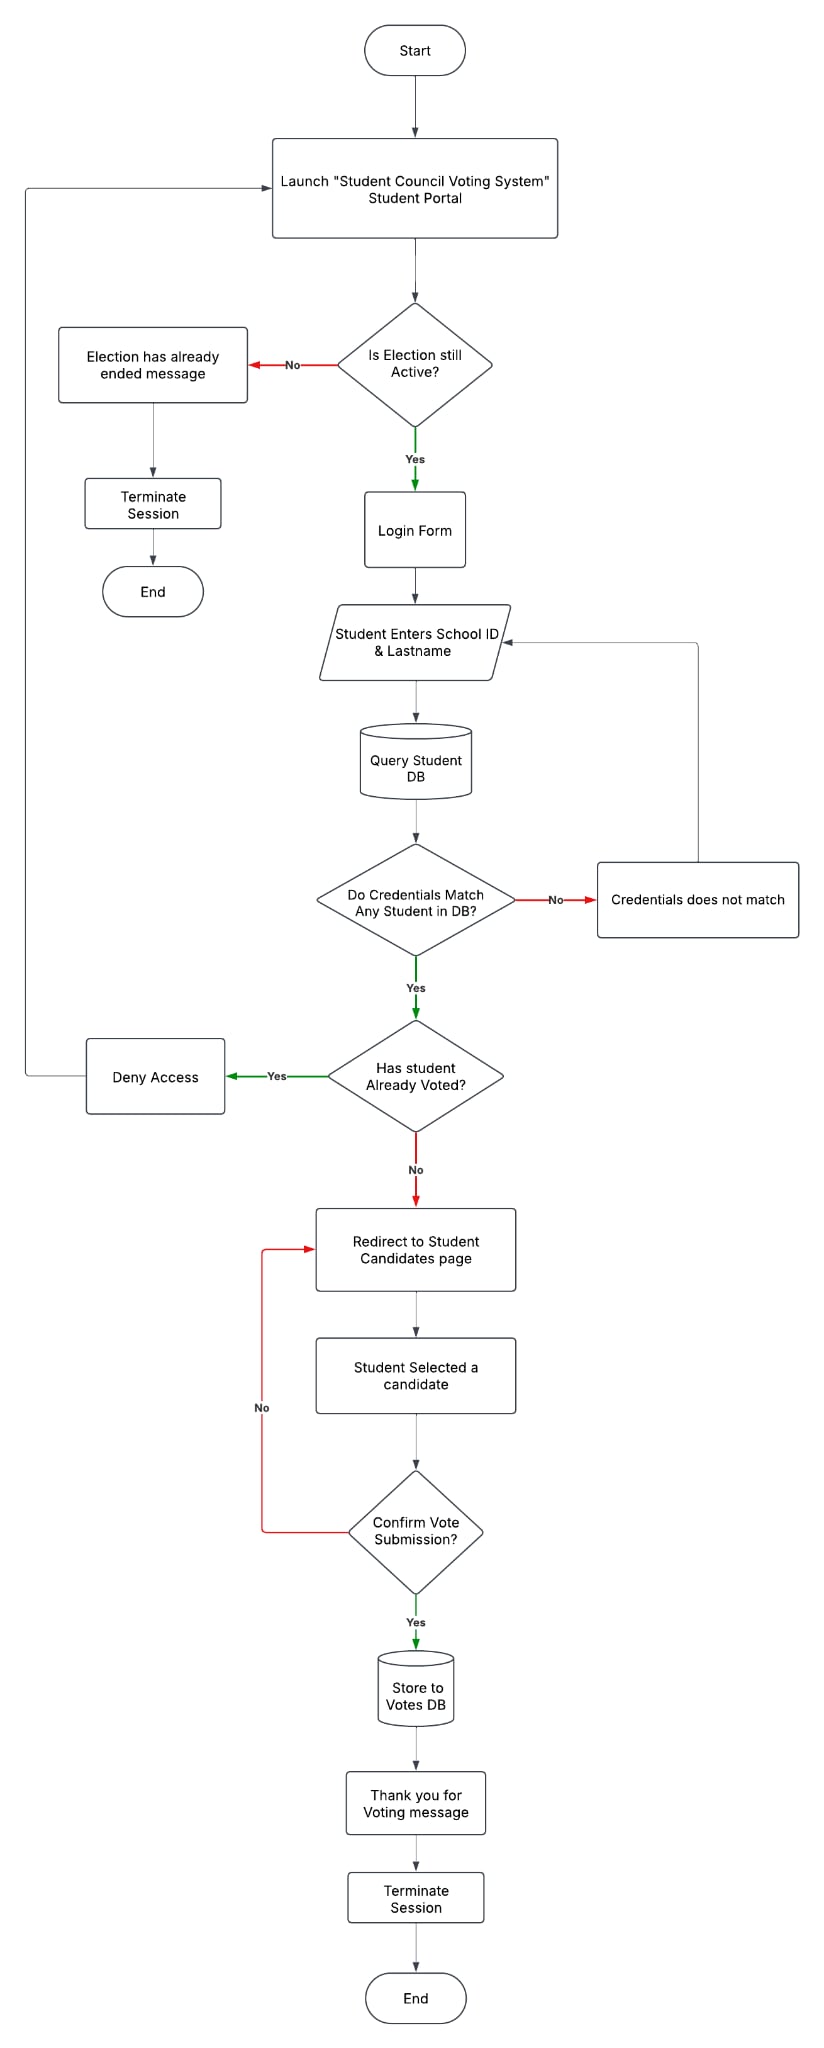 Start
Launch "Student Council Voting System"
Student Portal
Is Election still
Active?
No
Election has already
ended message
Terminate
Session
End
Yes
Login Form
Student Enters School ID
& Lastname
Query Student
DB
Do Credentials Match
Any Student in DB?
No
Credentials does not match
Yes
Has student
Already Voted?
Yes
Deny Access
No
Redirect to Student
Candidates page
Student Selected a
candidate
No
Confirm Vote
Submission?
Yes
Store to
Votes DB
Thank you for
Voting message
Terminate
Session
End